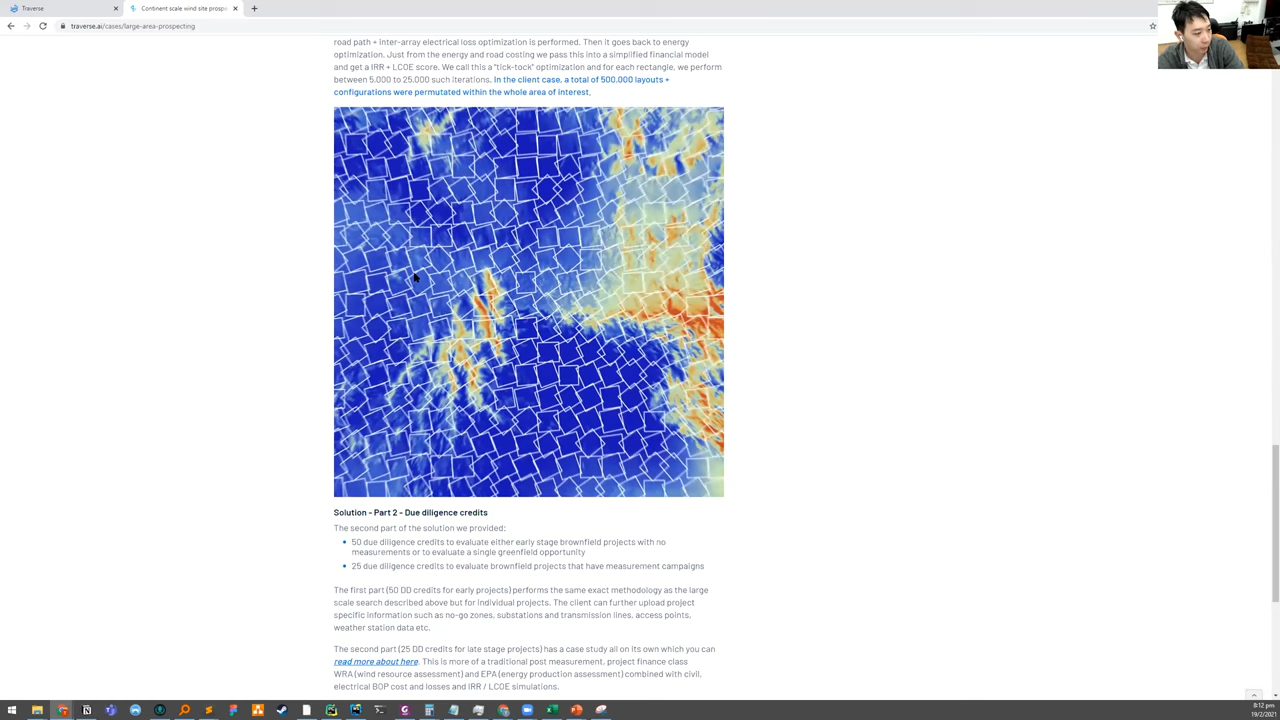 Traverse
Continent scale wind site prosp
traverse.ai/cases/large-area-prospecting
road path + inter-array electrical loss optimization is performed. Then it goes back to energy
optimization. Just from the energy and road costing we pass this into a simplified financial model
and get a IRR + LCOE score. We call this a "tick-tock" optimization and for each rectangle, we perform
between 5,000 to 25,000 such iterations. In the client case, a total of 500,000 layouts +
configurations were permutated within the whole area of interest.
Solution - Part 2 - Due diligence credits
The second part of the solution we provided:
50 due diligence credits to evaluate either early stage brownfield projects with no
measurements or to evaluate a single greenfield opportunity
25 due diligence credits to evaluate brownfield projects that have measurement campaigns
The first part (50 DD credits for early projects) performs the same exact methodology as the large
scale search described above but for individual projects. The client can further upload project
specific information such as no-go zones, substations and transmission lines, access points,
weather station data etc.
The second part (25 DD credits for late stage projects) has a case study all on its own which you can
read more about here. This is more of a traditional post measurement, project finance class
WRA (wind resource assessment) and EPA (energy production assessment) combined with civil,
electrical BOP cost and losses and IRR / LCOE simulations.
8:12 pm
19/2/2021